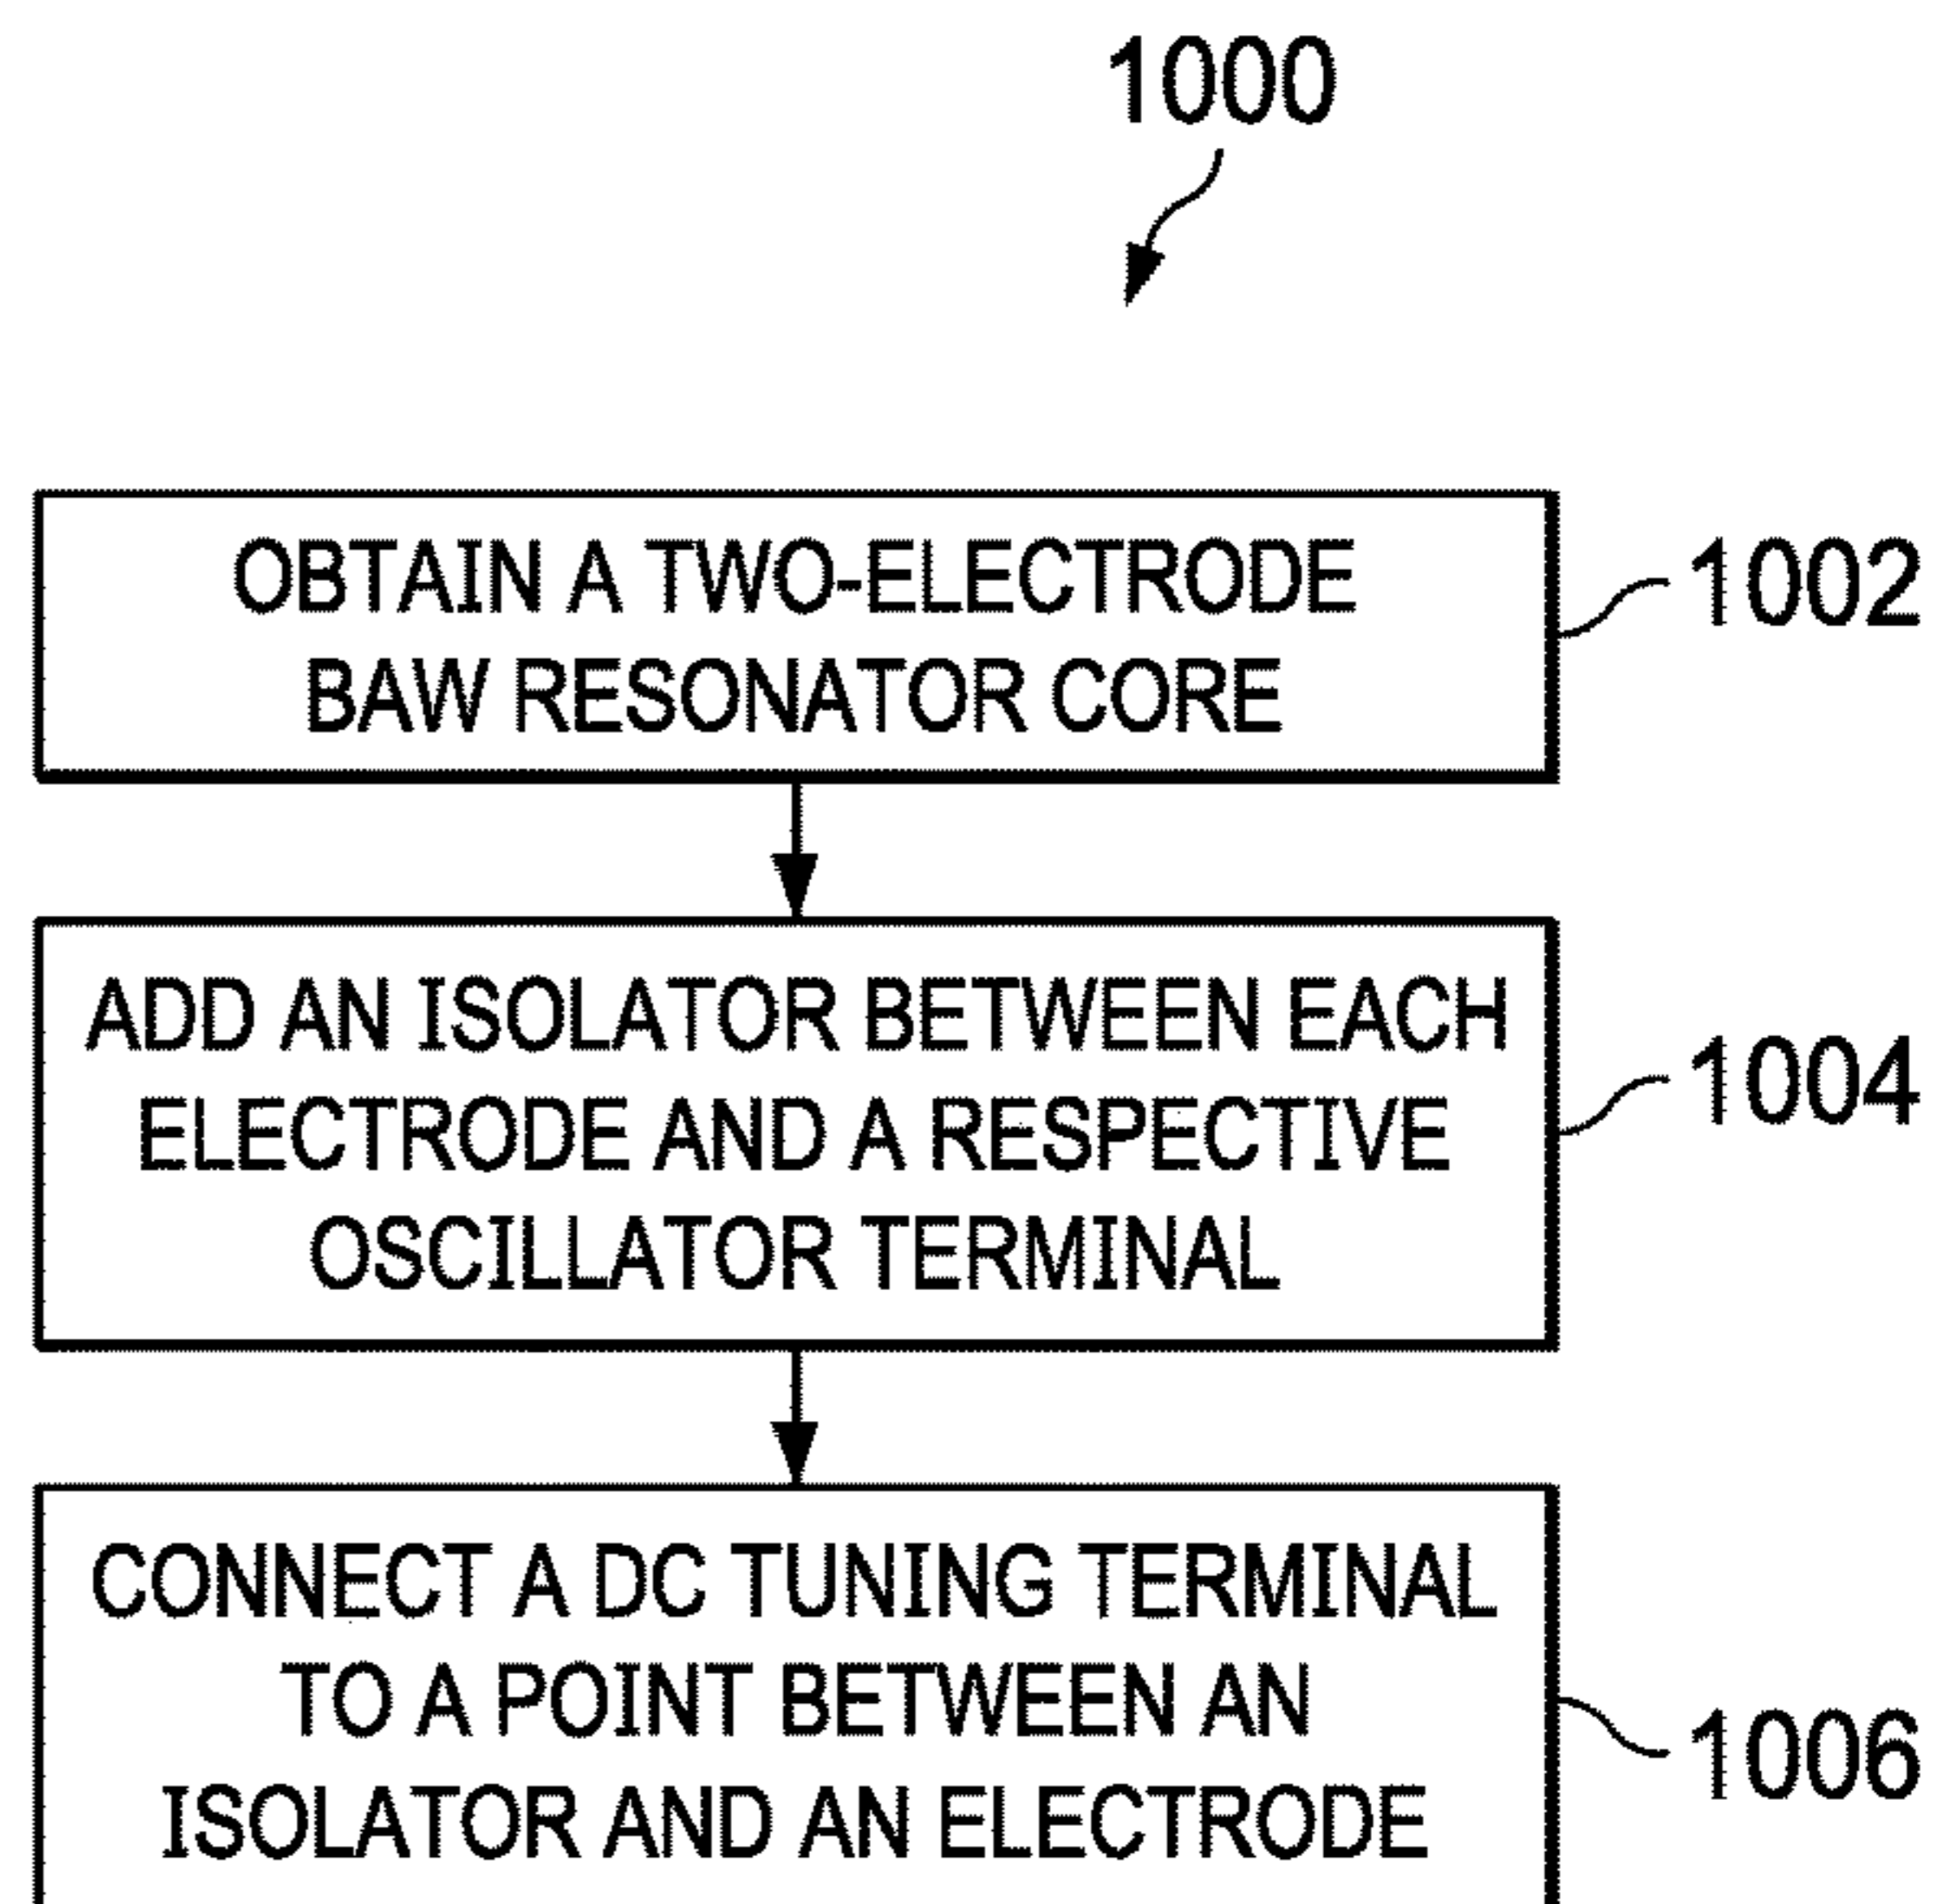 1000
OBTAIN A TWO-ELECTRODE
BAW RESONATOR CORE
1002
ADD AN ISOLATOR BETWEEN EACH
ELECTRODE AND A RESPECTIVE
OSCILLATOR TERMINAL
1004
CONNECT A DC TUNING TERMINAL
TO A POINT BETWEEN AN
ISOLATOR AND AN ELECTRODE
1006